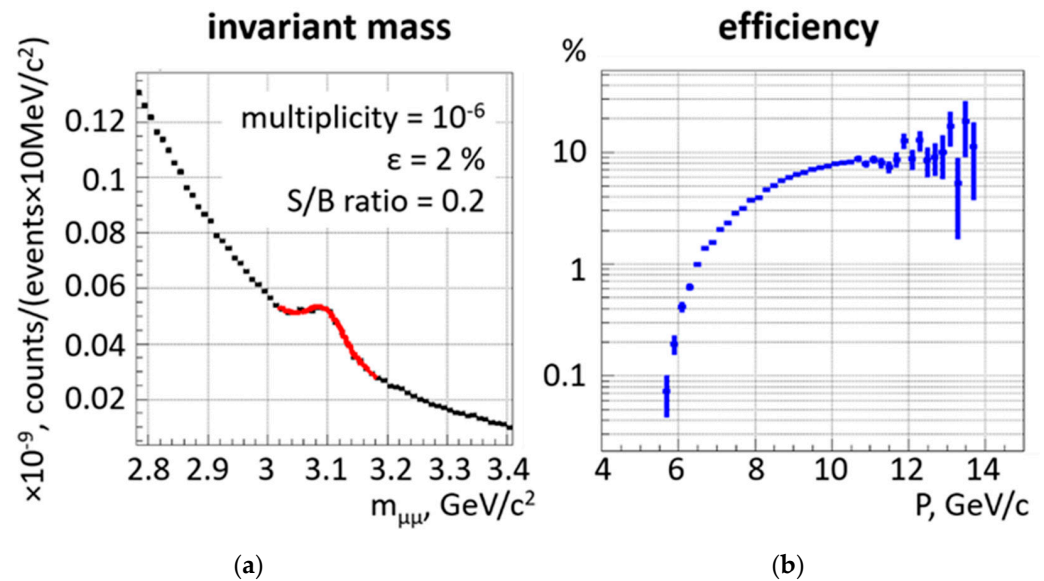 invariant mass
×10⁻⁹, counts/(events×10MeV/c²)
0.12
0.1
0.08
0.06
0.04
0.02
multiplicity = 10⁻⁶
ε = 2 %
S/B ratio = 0.2
2.8 2.9 3 3.1 3.2 3.3 3.4
mμμ, GeV/c²
(a)
efficiency
%
10
1
0.1
4 6 8 10 12 14
P, GeV/c
(b)